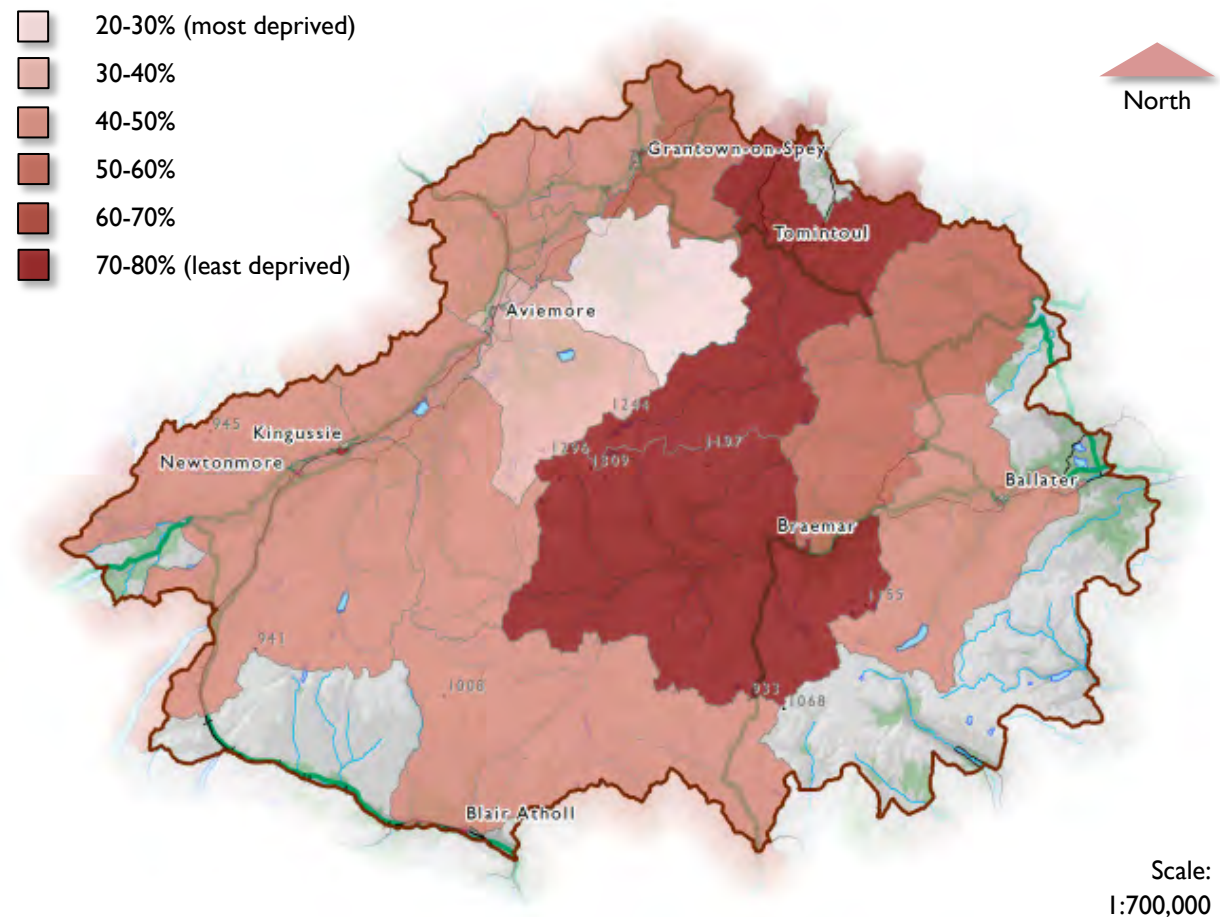 20-30% (most deprived)
30-40%
40-50%
50-60%
60-70%
70-80% (least deprived)
North
Grantown-on-Spey
Tomintoul
Aviemore
1244
945
Kingussie
1296
1197
1309
Newtonmore
Ballater
Braemar
1155
941
1008
933
1068
Blair Atholl
Scale:
1:700,000